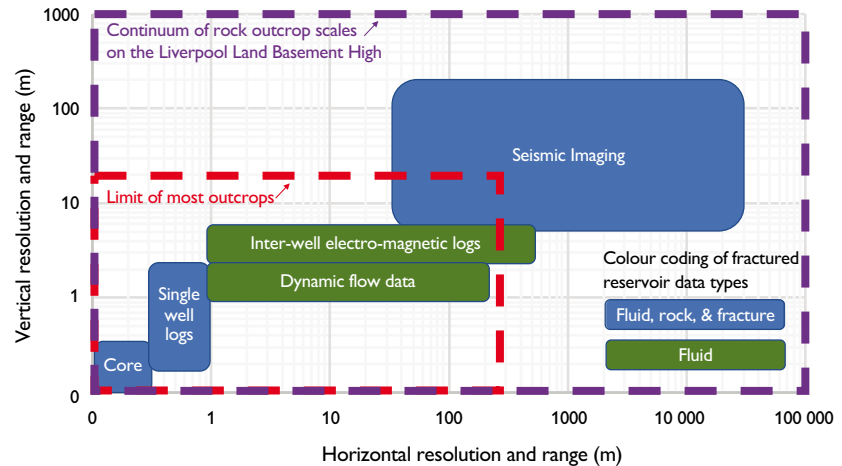 1000
Continuum of rock outcrop scales
on the Liverpool Land Basement High
100
Seismic Imaging
Limit of most outcrops
10
Inter-well electro-magnetic logs
Colour coding of fractured
reservoir data types
Dynamic flow data
1
Single
well
logs
Fluid, rock, & fracture
Fluid
Core
0
Vertical resolution and range (m)
0 1 10 100 1000 10 000 100 000
Horizontal resolution and range (m)